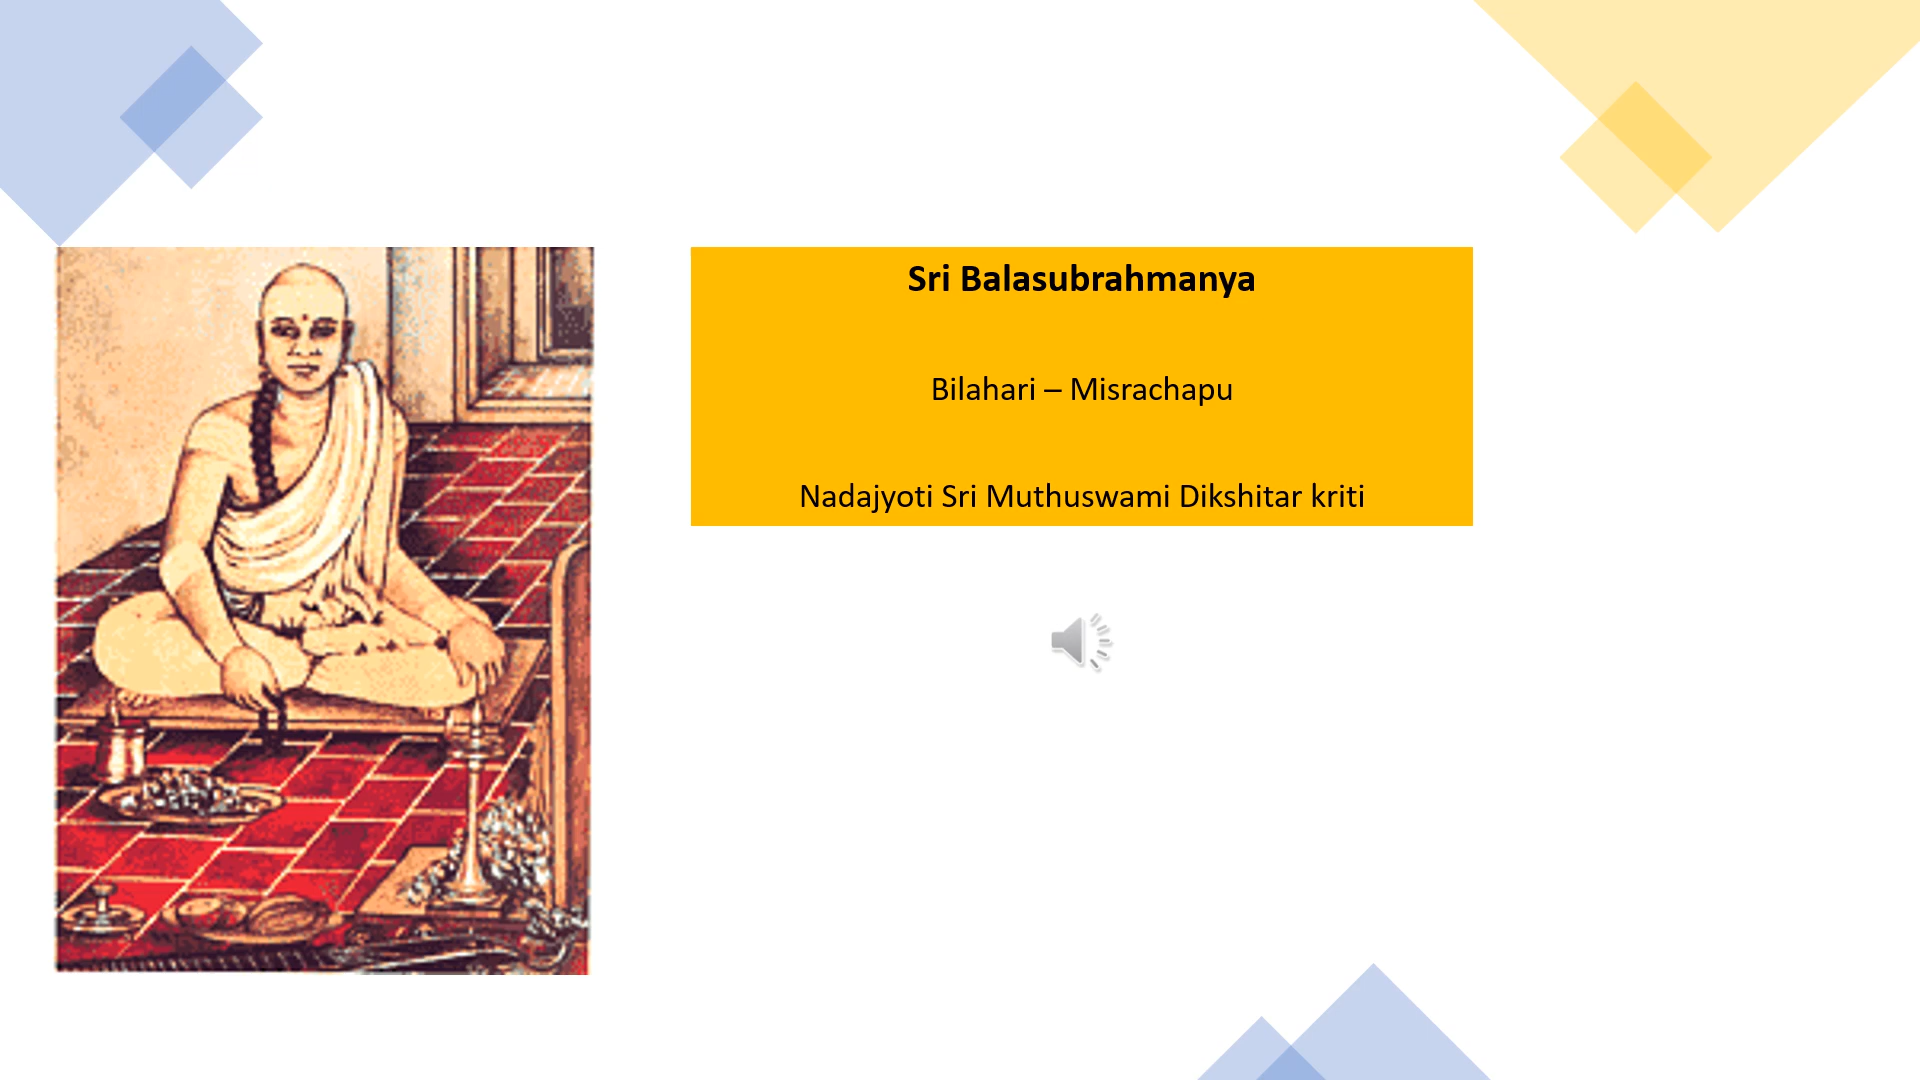 Sri Balasubrahmanya
Bilahari – Misrachapu
Nadajyoti Sri Muthuswami Dikshitar kriti